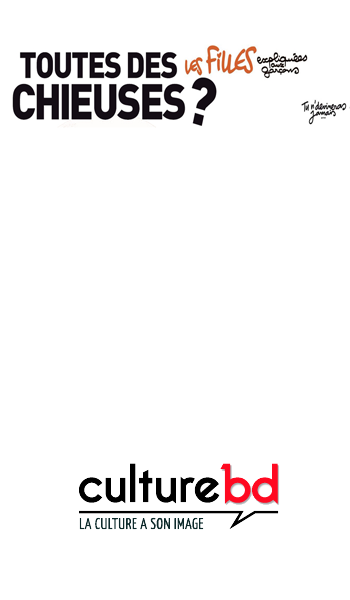 TOUTES DES
CHIEUSES ?
Les FiLLES
expliquées
aux
garçons
Tu n'devineras
jamais
...
culturebd
LA CULTURE A SON IMAGE